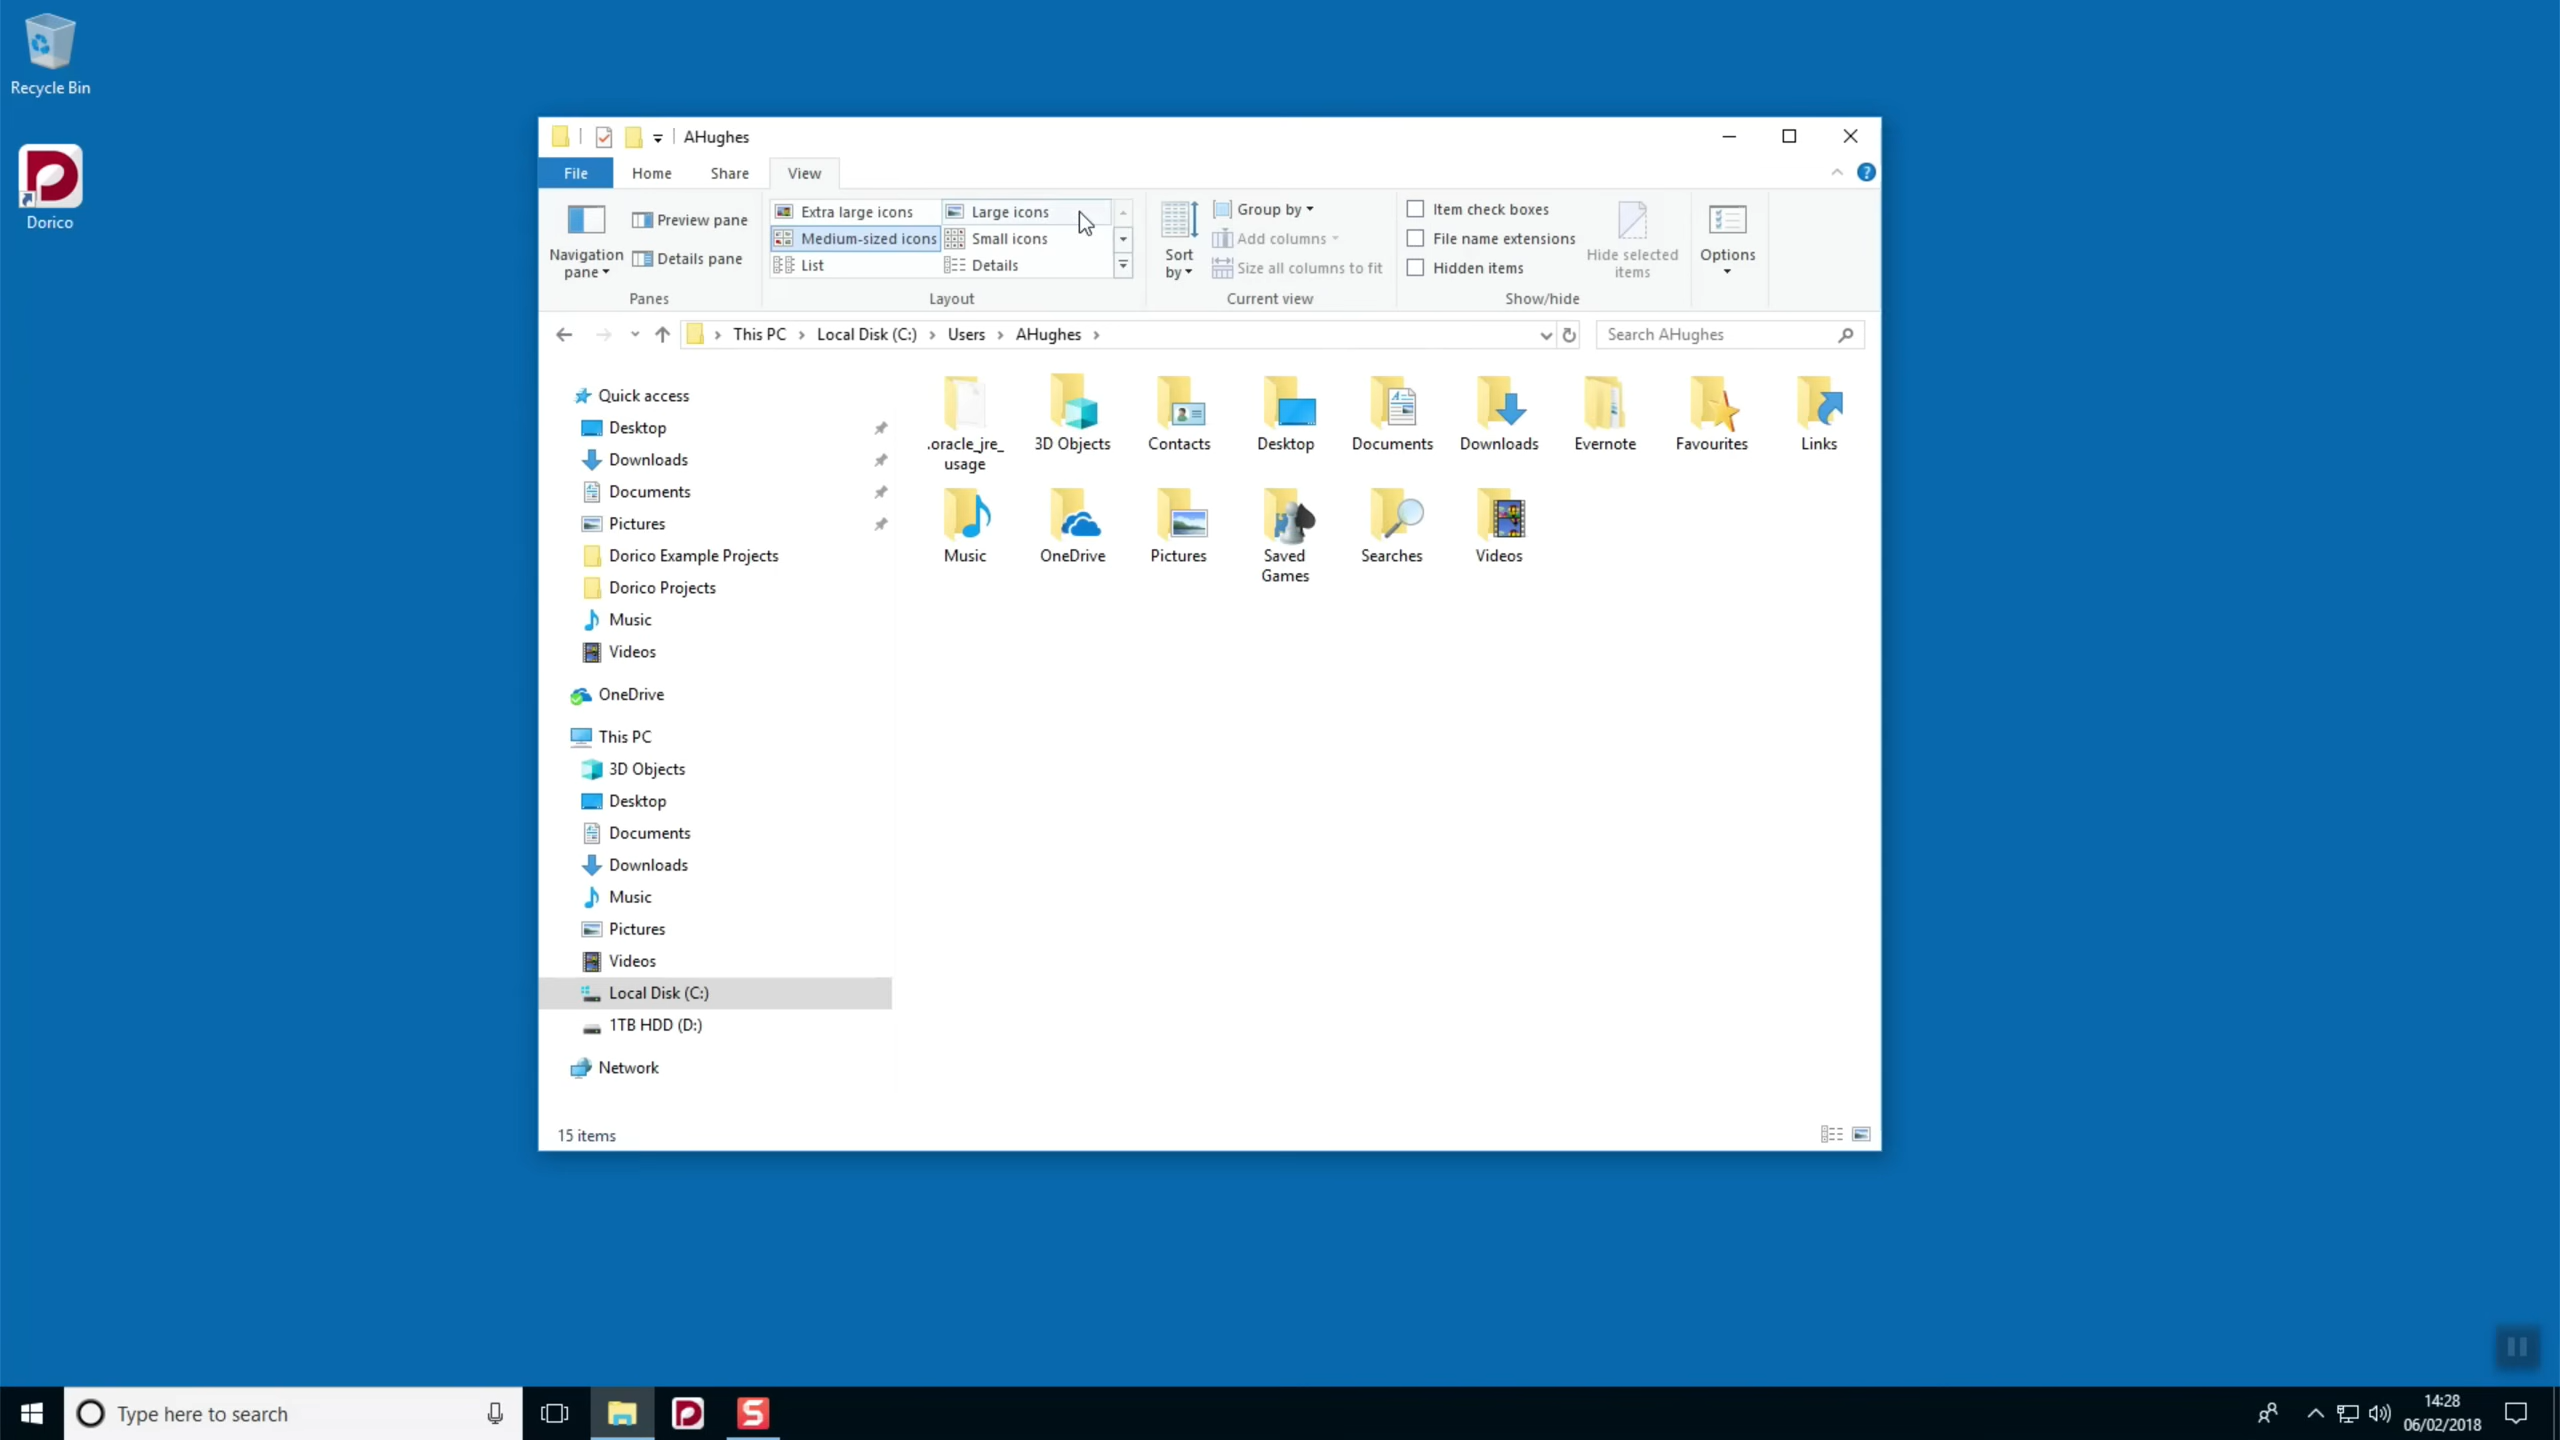 Recycle Bin
Dorico
AHughes
File Home Share View
Navigation pane
Preview pane
Details pane
Panes
Extra large icons Large icons
Medium-sized icons Small icons
List Details
Layout
Sort by
Group by
Add columns
Size all columns to fit
Current view
Item check boxes
File name extensions
Hidden items
Hide selected items
Show/hide
Options
This PC Local Disk (C:) Users AHughes
Search AHughes
Quick access
Desktop
Downloads
Documents
Pictures
Dorico Example Projects
Dorico Projects
Music
Videos
OneDrive
This PC
3D Objects
Desktop
Documents
Downloads
Music
Pictures
Videos
Local Disk (C:)
1TB HDD (D:)
Network
.oracle_jre_usage 3D Objects Contacts Desktop Documents Downloads Evernote Favourites Links
Music OneDrive Pictures Saved Games Searches Videos
15 items
Type here to search
14:28
06/02/2018